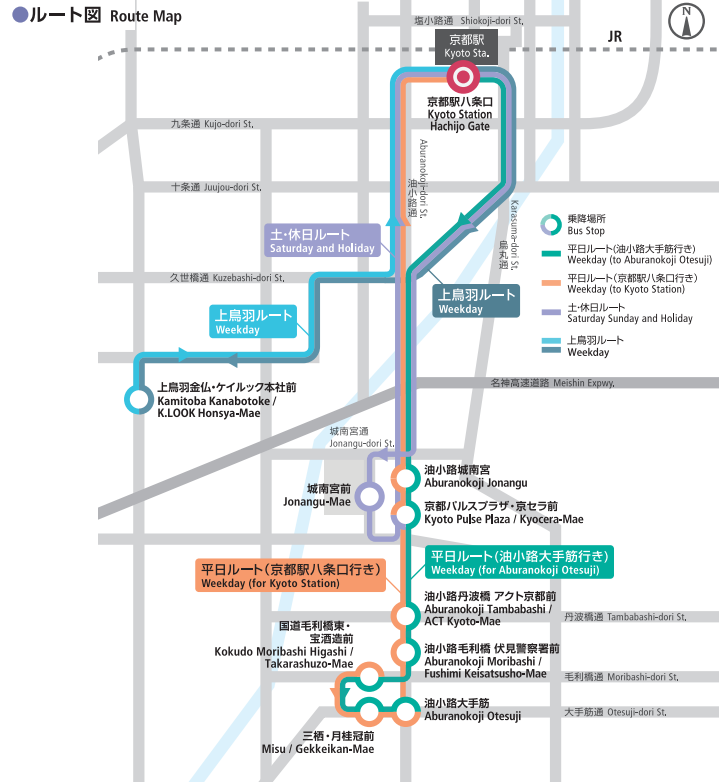 ●ルート図 Route Map
塩小路通 Shiokoji-dori St.
N
JR
京都駅
Kyoto Sta.
京都駅八条口
Kyoto Station
Hachijo Gate
九条通 Kujo-dori St.
十条通 Juujou-dori St.
油小路通
Aburanokoji-dori St.
Karasuma-dori St.
烏丸通
乗降場所
Bus Stop
平日ルート(油小路大手筋行き)
Weekday (to Aburanokoji Otesuji)
平日ルート(京都駅八条口行き)
Weekday (to Kyoto Station)
土・休日ルート
Saturday Sunday and Holiday
上鳥羽ルート
Weekday
土・休日ルート
Saturday and Holiday
久世橋通 Kuzebashi-dori St.
上鳥羽ルート
Weekday
上鳥羽ルート
Weekday
上鳥羽金仏・ケイルック本社前
Kamitoba Kanabotoke /
K.LOOK Honsya-Mae
名神高速道路 Meishin Expwy.
城南宮通
Jonangu-dori St.
城南宮前
Jonangu-Mae
油小路城南宮
Aburanokoji Jonangu
京都パルスプラザ・京セラ前
Kyoto Pulse Plaza / Kyocera-Mae
平日ルート(京都駅八条口行き)
Weekday (for Kyoto Station)
平日ルート(油小路大手筋行き)
Weekday (for Aburanokoji Otesuji)
油小路丹波橋 アクト京都前
Aburanokoji Tambabashi /
ACT Kyoto-Mae
丹波橋通 Tambabashi-dori St.
国道毛利橋東・
宝酒造前
Kokudo Moribashi Higashi /
Takarashuzo-Mae
油小路毛利橋 伏見警察署前
Aburanokoji Moribashi /
Fushimi Keisatsusho-Mae
毛利橋通 Moribashi-dori St.
油小路大手筋
Aburanokoji Otesuji
大手筋通 Otesuji-dori St.
三栖・月桂冠前
Misu / Gekkeikan-Mae